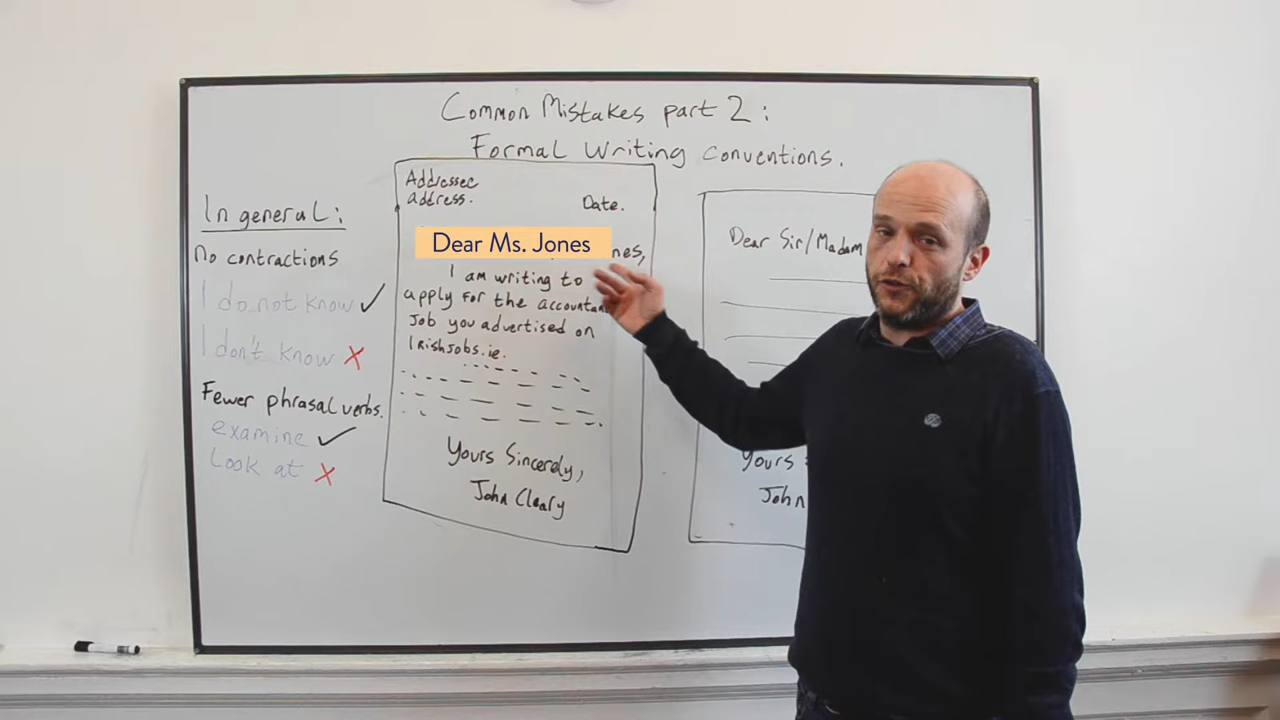 Common Mistakes part 2:
Formal Writing conventions.
In general:
No contractions
I do not know
I don't know
Fewer phrasal verbs.
examine
Look at
Addressee
address.
Date.
Dear Ms. Jones
nes,
I am writing to
apply for the accountan
Job you advertised on
IRishJobs.ie.
Yours Sincerely,
John Cleary
Dear Sir/Madam
Yours
John